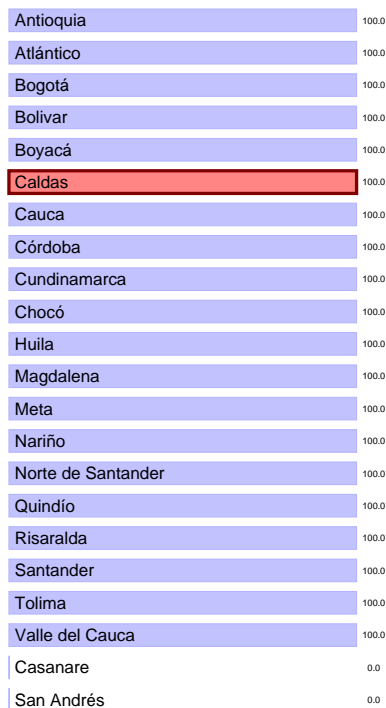 Antioquia 100.0
Atlántico 100.0
Bogotá 100.0
Bolivar 100.0
Boyacá 100.0
Caldas 100.0
Cauca 100.0
Córdoba 100.0
Cundinamarca 100.0
Chocó 100.0
Huila 100.0
Magdalena 100.0
Meta 100.0
Nariño 100.0
Norte de Santander 100.0
Quindío 100.0
Risaralda 100.0
Santander 100.0
Tolima 100.0
Valle del Cauca 100.0
Casanare 0.0
San Andrés 0.0